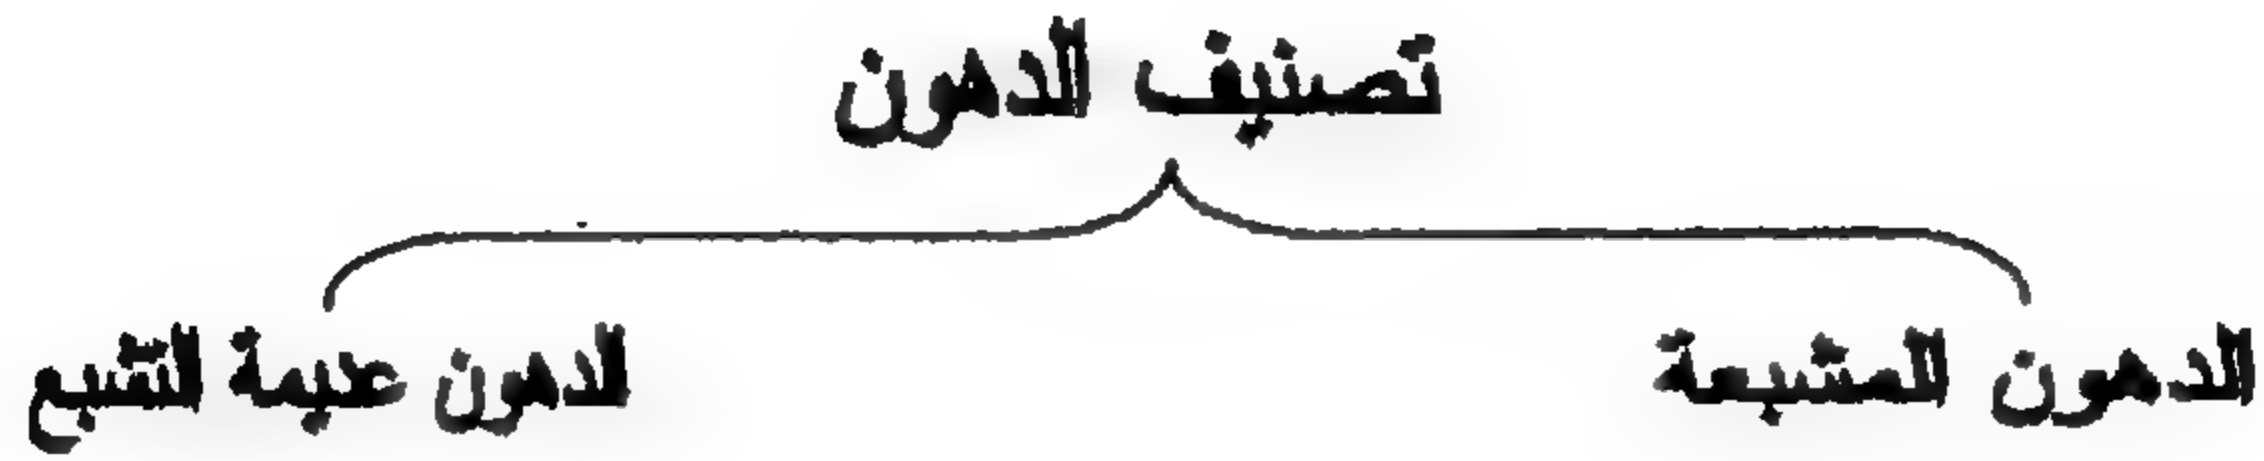 تصنيف الدهون
الدهون المشبعة
الدهون عديمة التشبع